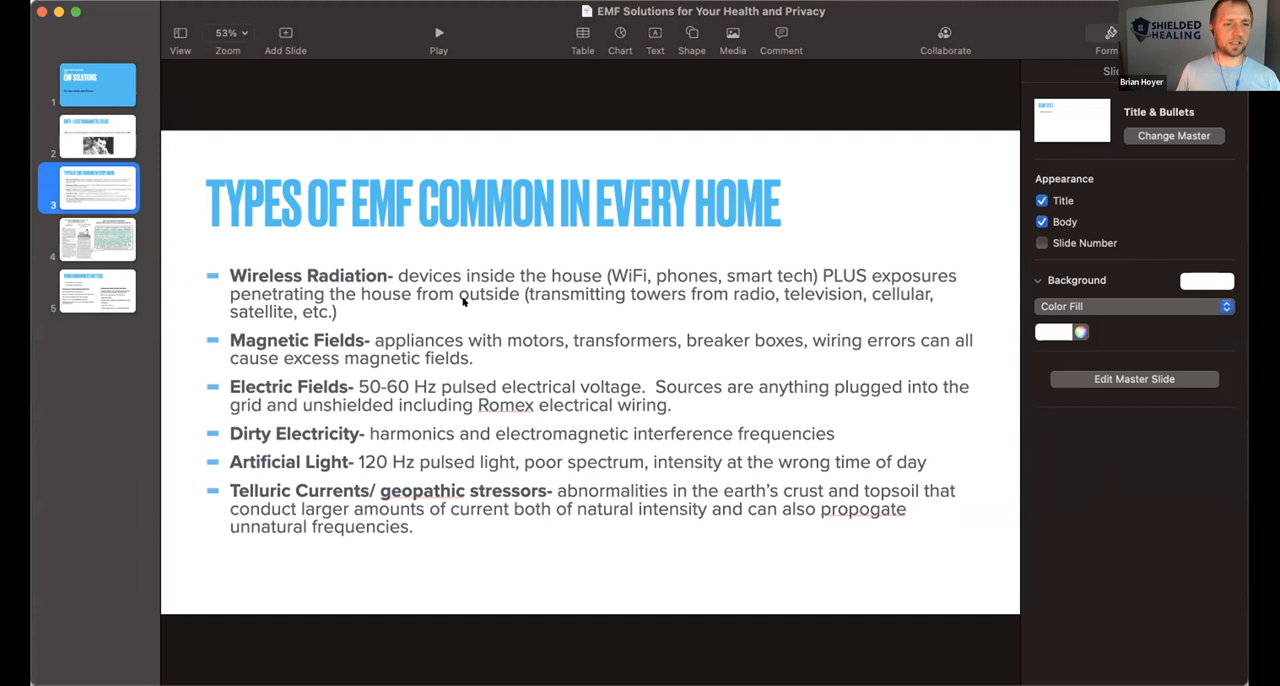 EMF Solutions for Your Health and Privacy
53%
View
Zoom
Add Slide
Play
Table
Chart
Text
Shape
Media
Comment
Collaborate
Form
SHIELDED
HEALING
Brian Hoyer
1
EMF SOLUTIONS
2
3
4
5
TYPES OF EMF COMMON IN EVERY HOME
Wireless Radiation- devices inside the house (WiFi, phones, smart tech) PLUS exposures
penetrating the house from outside (transmitting towers from radio, television, cellular,
satellite, etc.)
Magnetic Fields- appliances with motors, transformers, breaker boxes, wiring errors can all
cause excess magnetic fields.
Electric Fields- 50-60 Hz pulsed electrical voltage. Sources are anything plugged into the
grid and unshielded including Romex electrical wiring.
Dirty Electricity- harmonics and electromagnetic interference frequencies
Artificial Light- 120 Hz pulsed light, poor spectrum, intensity at the wrong time of day
Telluric Currents/ geopathic stressors- abnormalities in the earth's crust and topsoil that
conduct larger amounts of current both of natural intensity and can also propogate
unnatural frequencies.
Slid
Title & Bullets
Change Master
Appearance
Title
Body
Slide Number
Background
Color Fill
Edit Master Slide